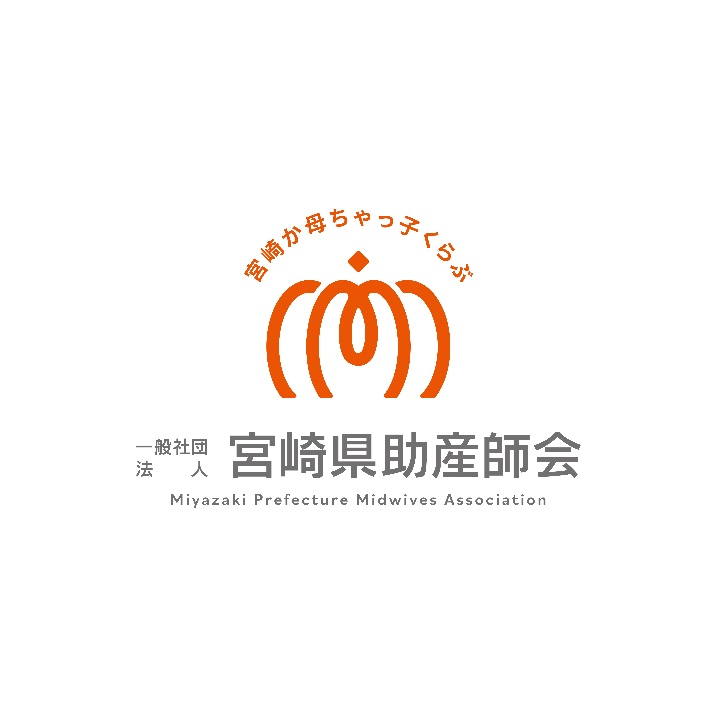 宮崎か母ちゃっ子くらぶ
一般社団
法人
宮崎県助産師会
Miyazaki Prefecture Midwives Association